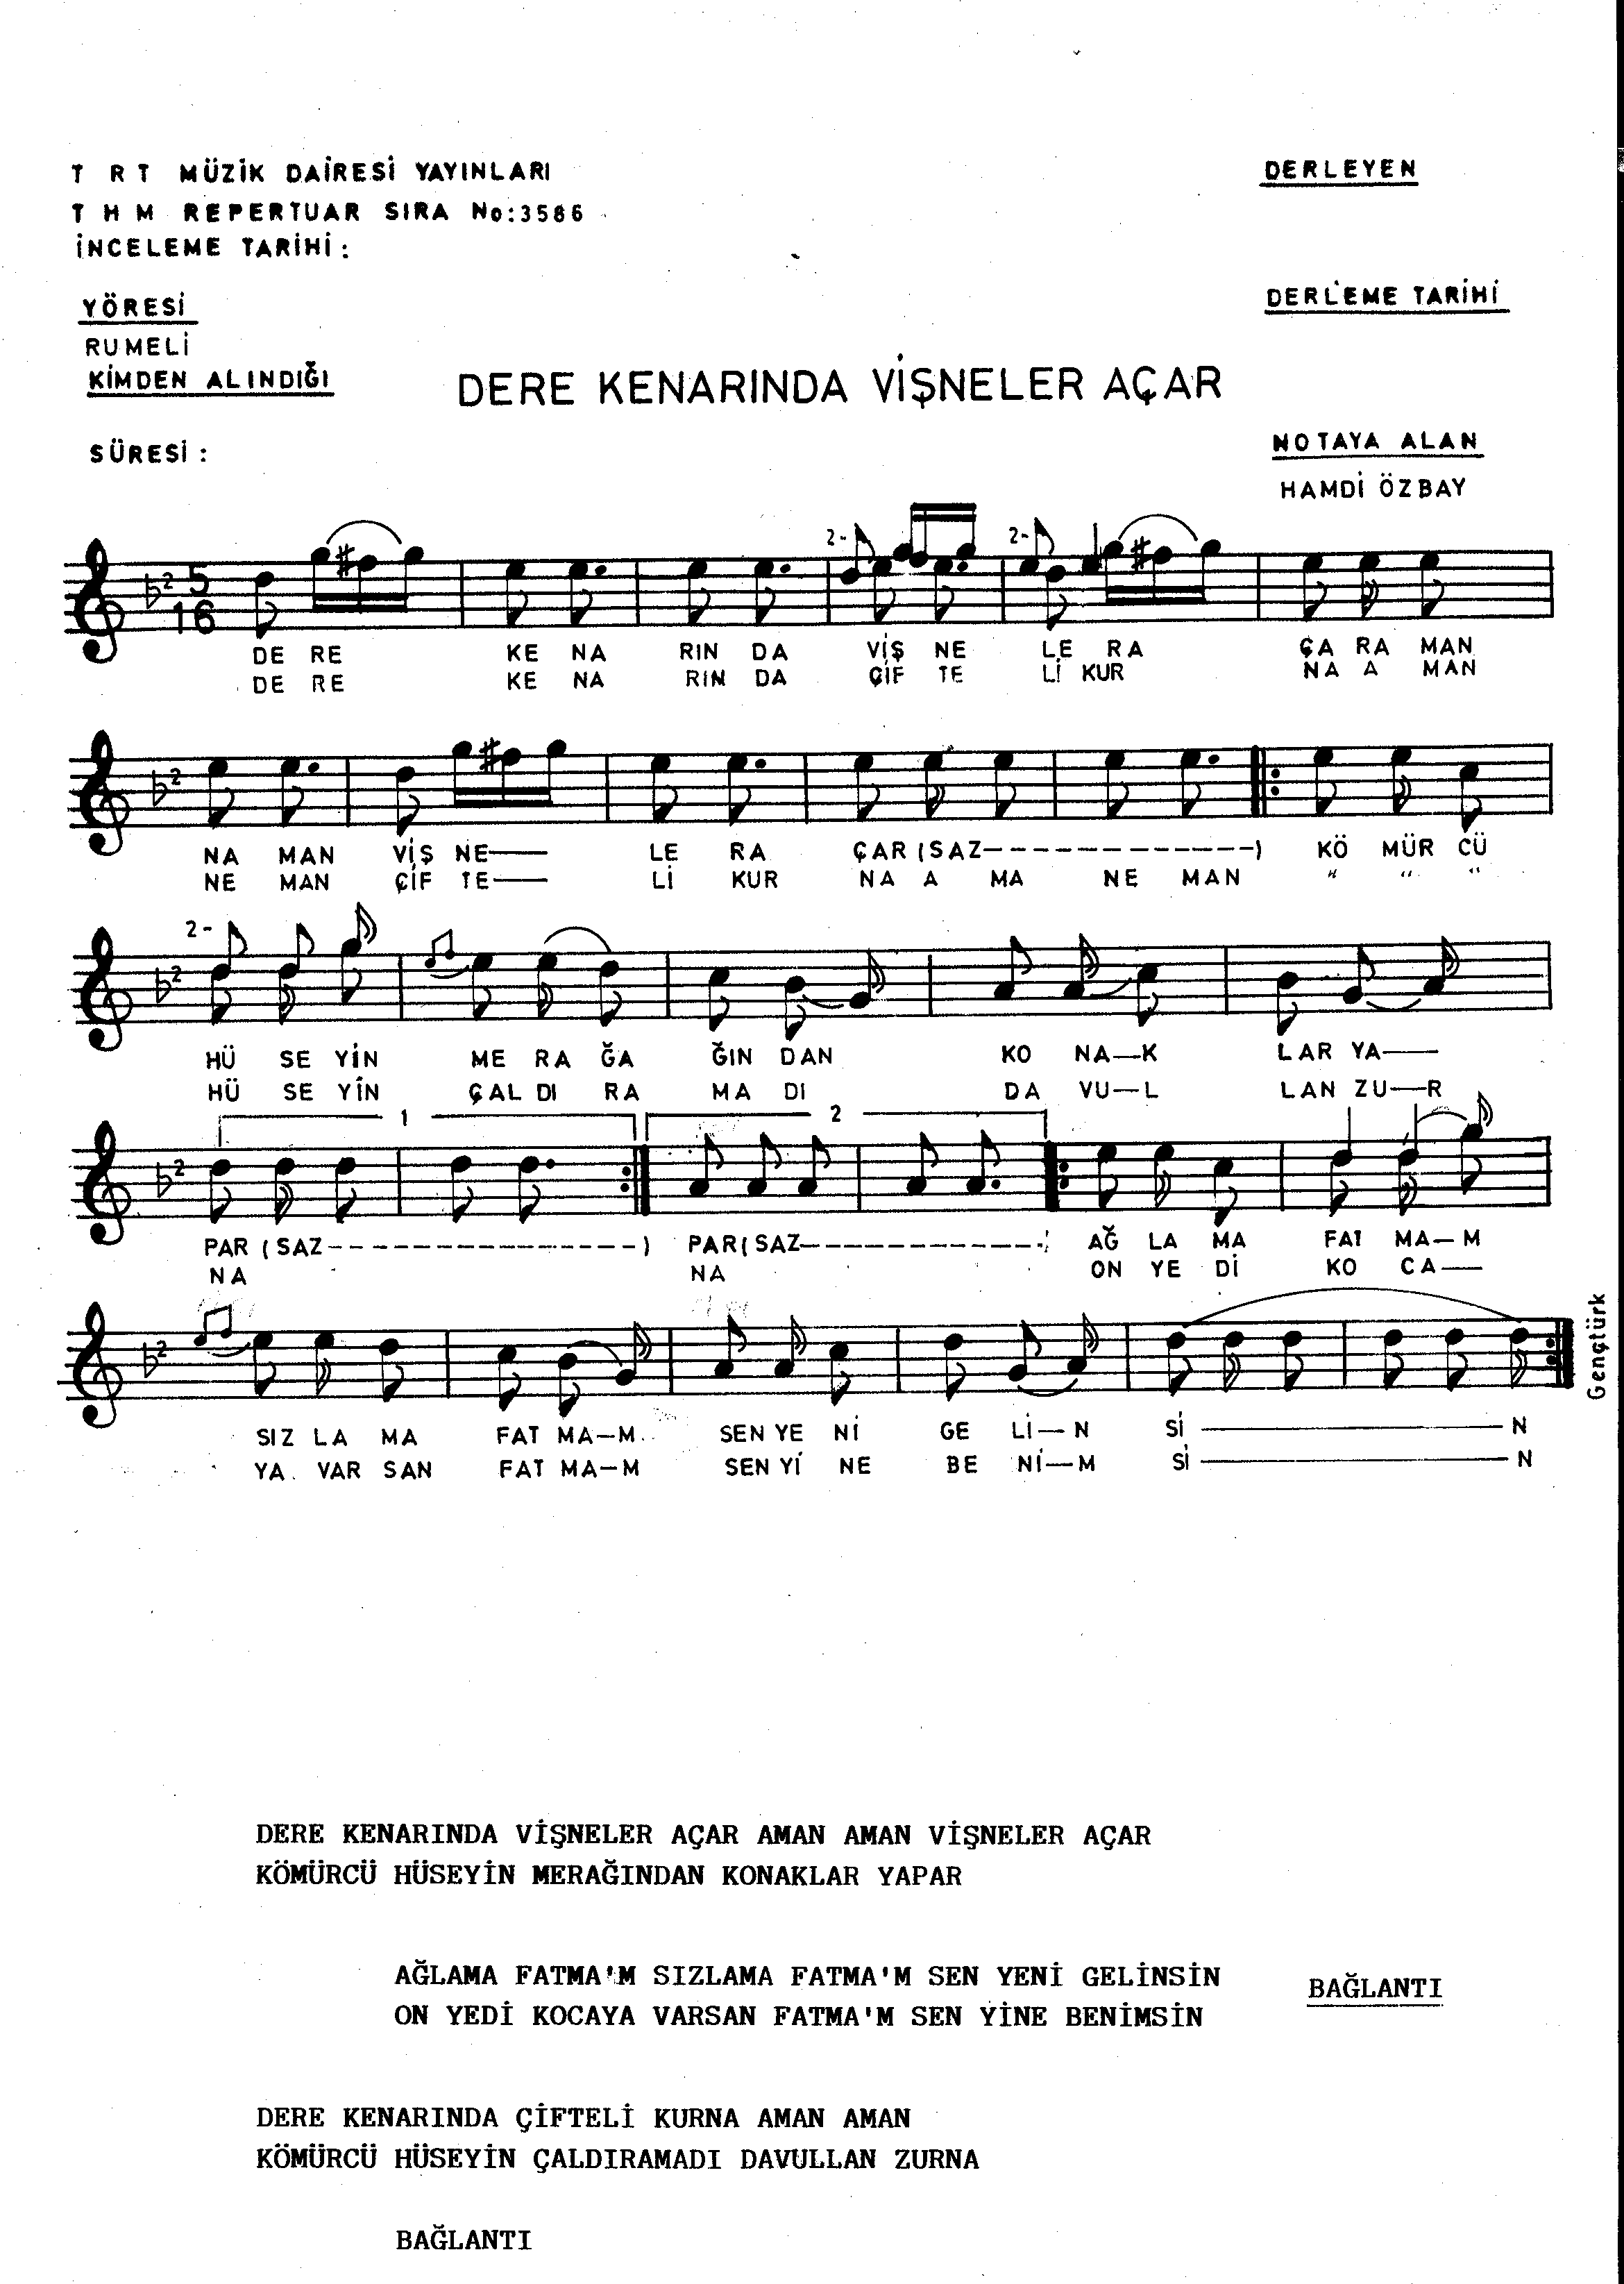 T R T MÜZİK DAİRESİ YAYINLARI
DERLEYEN
T H M REPERTUAR SIRA No:3586
İNCELEME TARİHİ :
YÖRESİ
DERLEME TARİHİ
RUMELİ
KİMDEN ALINDIĞI
DERE KENARINDA VİŞNELER AÇAR
SÜRESİ :
NOTAYA ALAN
HAMDİ ÖZBAY
2- 2-
5
16
DE RE KE NA RIN DA VİŞ NE LE RA ÇA RA MAN
DE RE KE NA RIN DA ÇİF TE Lİ KUR NA A MAN
NA MAN VİŞ NE— LE RA ÇAR (SAZ------------) KÖ MÜR CÜ
NE MAN ÇİF TE— Lİ KUR NA A MA NE MAN " " "
2-
HÜ SE YİN ME RA ĞA ĞIN DAN KO NA—K LAR YA—
HÜ SE YİN ÇAL DI RA MA DI DA VU—L LAN ZU—R
1 2
PAR (SAZ---------------) PAR(SAZ-----------) AĞ LA MA FAT MA—M
NA NA ON YE Dİ KO CA—
SIZ LA MA FAT MA—M SEN YE Nİ GE Lİ—N Sİ — N
YA VAR SAN FAT MA—M SEN Yİ NE BE Nİ—M Sİ — N
Gençtürk
DERE KENARINDA VİŞNELER AÇAR AMAN AMAN VİŞNELER AÇAR
KÖMÜRCÜ HÜSEYİN MERAĞINDAN KONAKLAR YAPAR
AĞLAMA FATMA'M SIZLAMA FATMA'M SEN YENİ GELİNSİN
BAĞLANTI
ON YEDİ KOCAYA VARSAN FATMA'M SEN YİNE BENİMSİN
DERE KENARINDA ÇİFTELİ KURNA AMAN AMAN
KÖMÜRCÜ HÜSEYİN ÇALDIRAMADI DAVULLAN ZURNA
BAĞLANTI